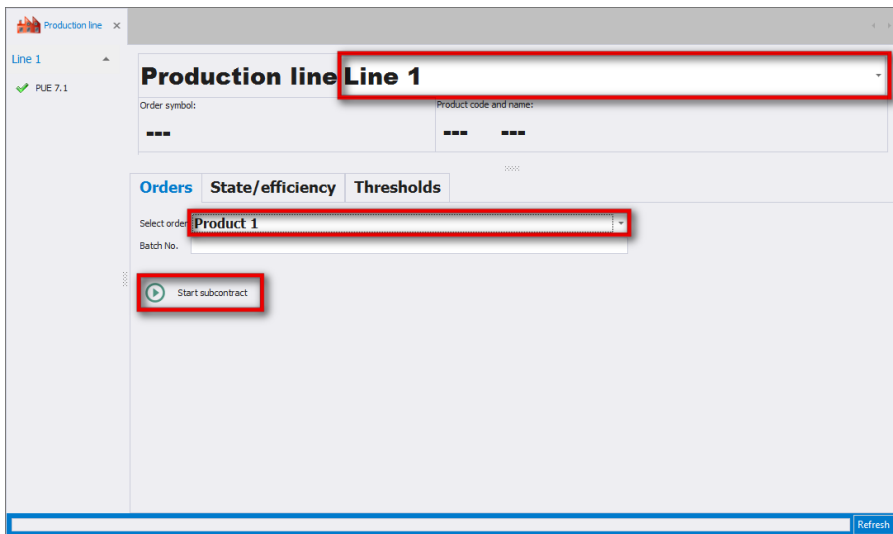 Production line
Line 1
PUE 7.1
Production line Line 1
Order symbol:
Product code and name:
---
--- ---
Orders State/efficiency Thresholds
Select order Product 1
Batch No.
Start subcontract
Refresh